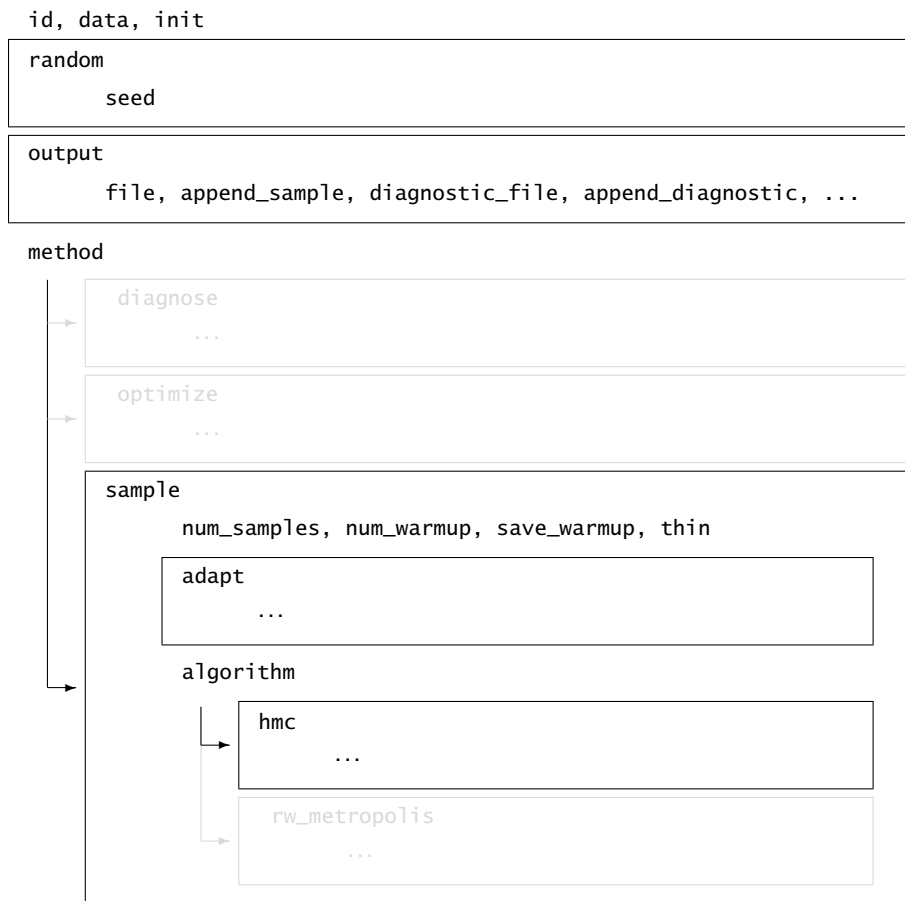 id, data, init
random
seed
output
file, append_sample, diagnostic_file, append_diagnostic, ...
method
diagnose
...
optimize
...
sample
num_samples, num_warmup, save_warmup, thin
adapt
...
algorithm
hmc
...
rw_metropolis
...